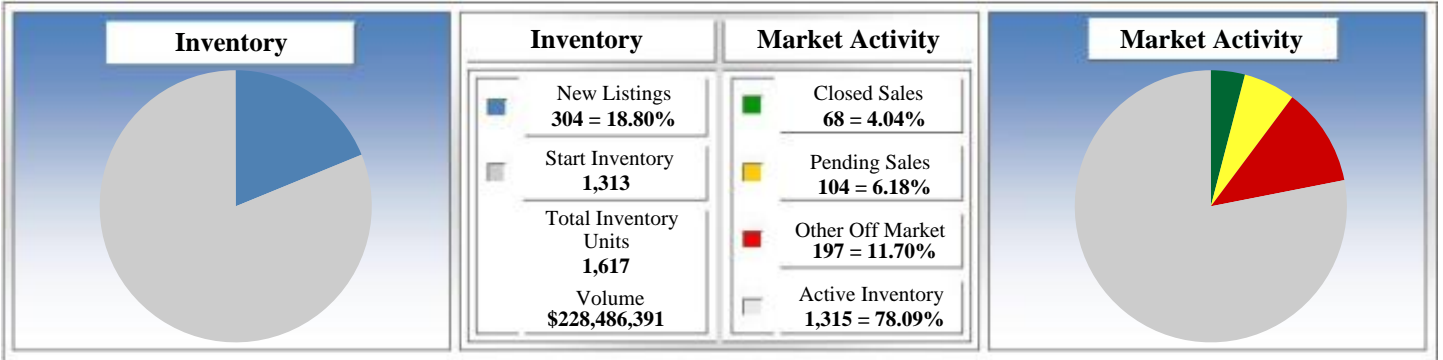 Inventory
Inventory
Market Activity
New Listings
304 = 18.80%
Start Inventory
1,313
Total Inventory
Units
1,617
Volume
$228,486,391
Closed Sales
68 = 4.04%
Pending Sales
104 = 6.18%
Other Off Market
197 = 11.70%
Active Inventory
1,315 = 78.09%
Market Activity